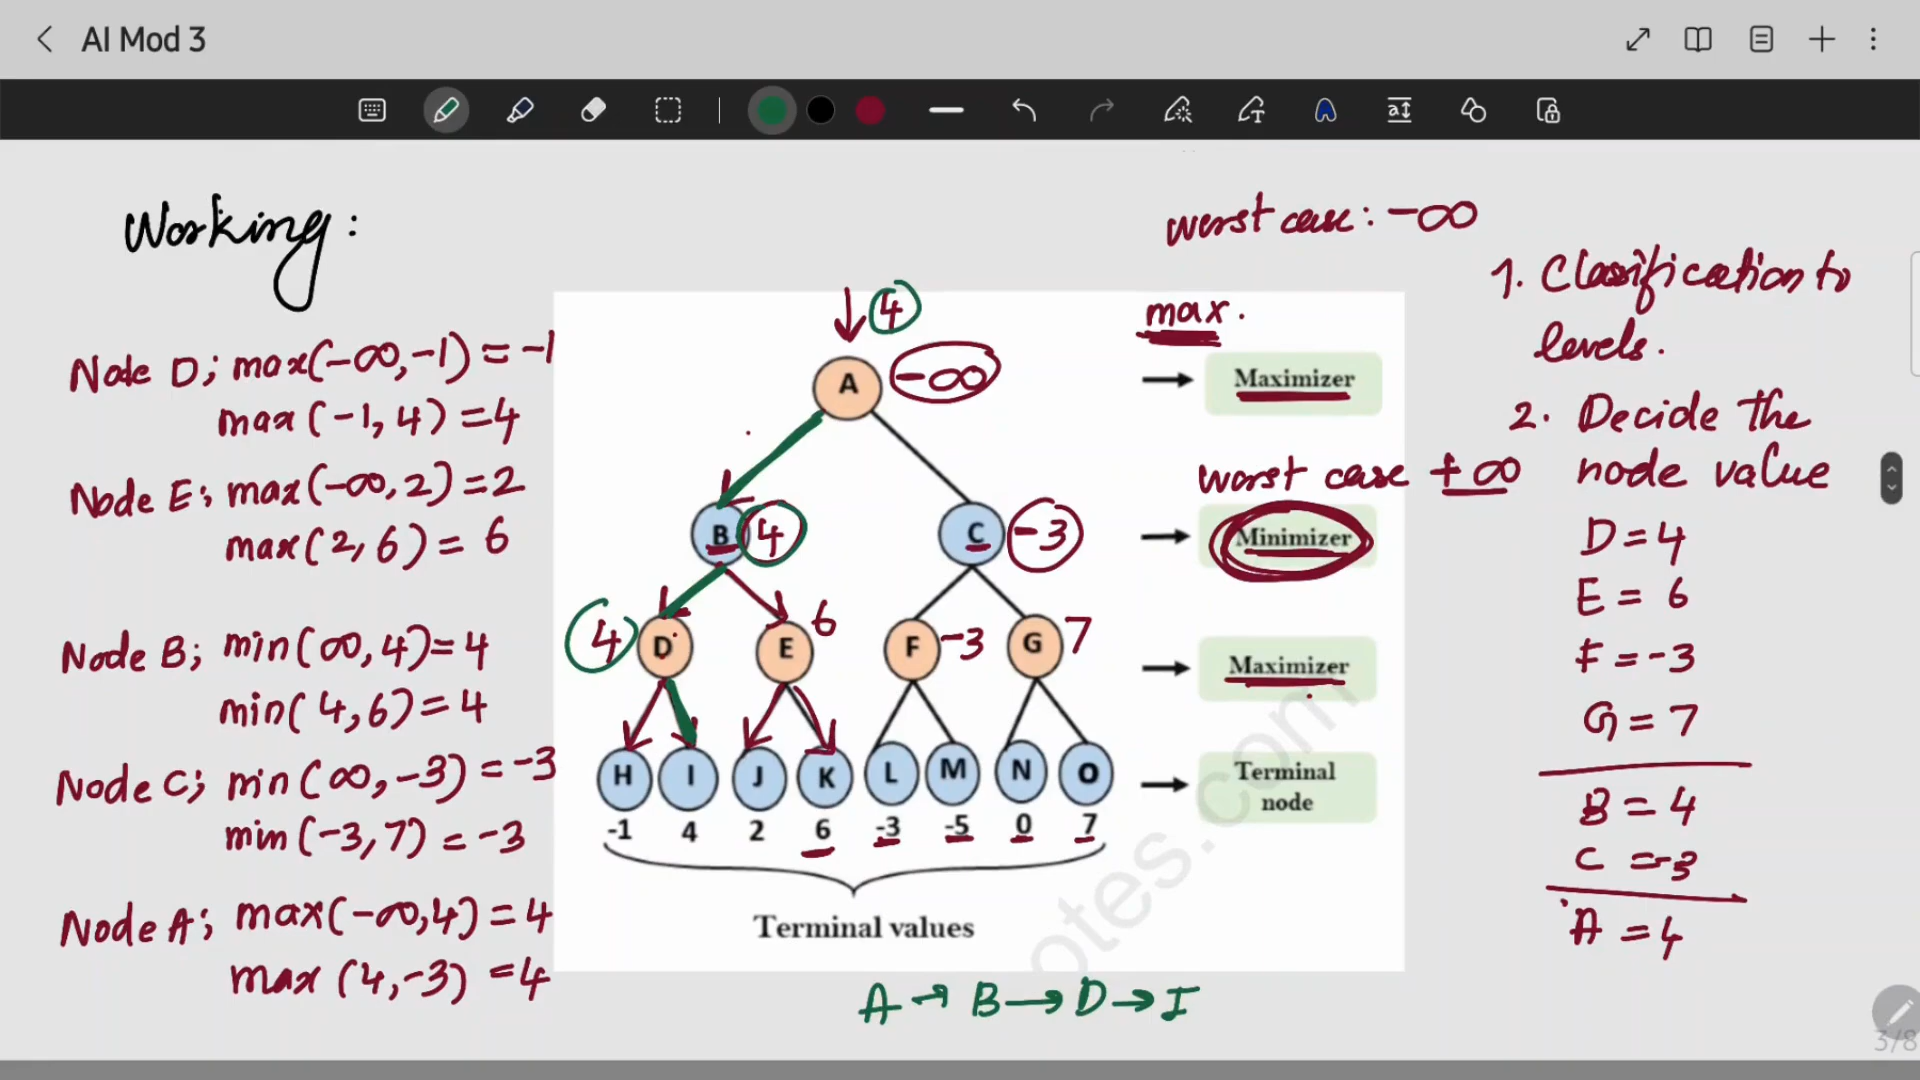 AI Mod 3
Working:
worst case: -∞
1. Classification to
levels.
2. Decide the
node value
D = 4
E = 6
F = -3
G = 7
B = 4
C = -3
A = 4
Node D; max(-∞,-1) = -1
max(-1,4) = 4
Node E; max(-∞,2) = 2
max(2,6) = 6
Node B; min(∞,4) = 4
min(4,6) = 4
Node C; min(∞,-3) = -3
min(-3,7) = -3
Node A; max(-∞,4) = 4
max (4,-3) = 4
4
max.
A -∞
Maximizer
worst case +∞
B 4 C -3
Minimizer
4 D E 6 F -3 G 7
Maximizer
H I J K L M N O
Terminal
node
-1 4 2 6 -3 -5 0 7
Terminal values
otes.com
A → B → D → I
3/8